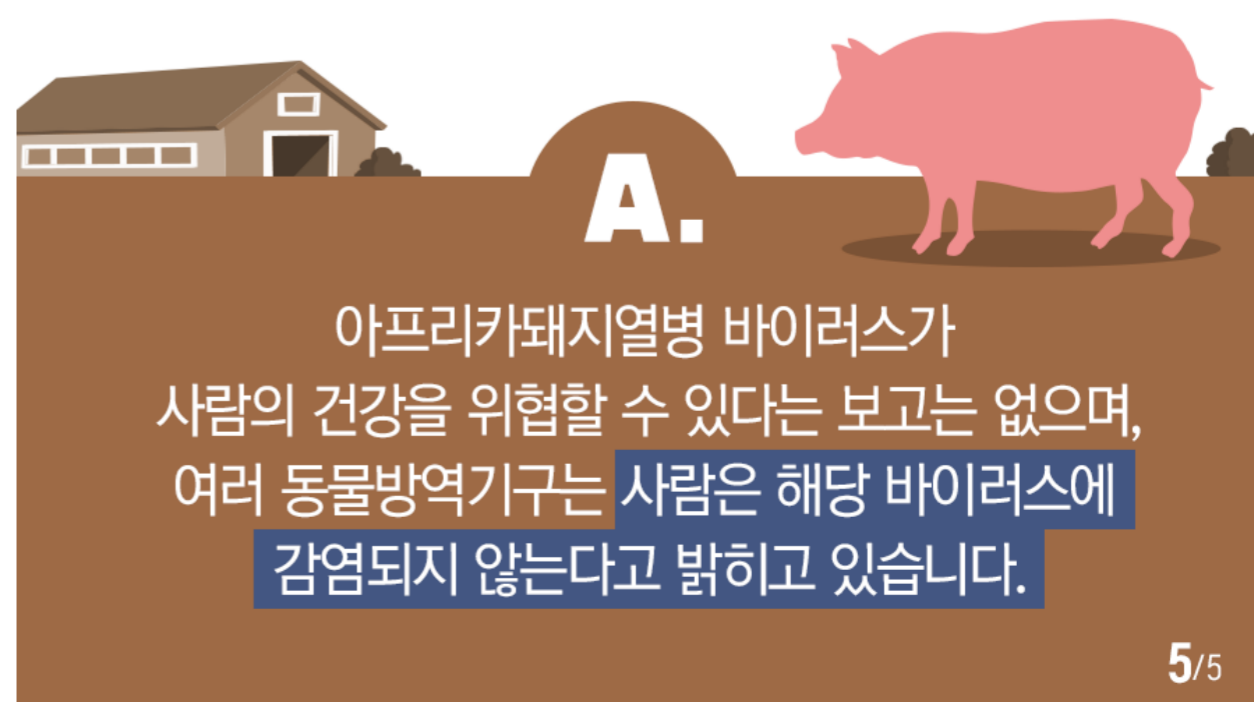 A.
아프리카돼지열병 바이러스가
사람의 건강을 위협할 수 있다는 보고는 없으며,
여러 동물방역기구는 사람은 해당 바이러스에
감염되지 않는다고 밝히고 있습니다.
5/5